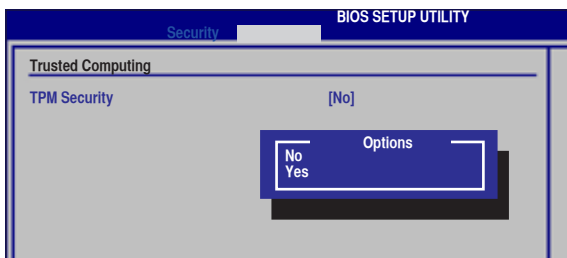 BIOS SETUP UTILITY
Security
Trusted Computing
TPM Security [No]
Options
No
Yes